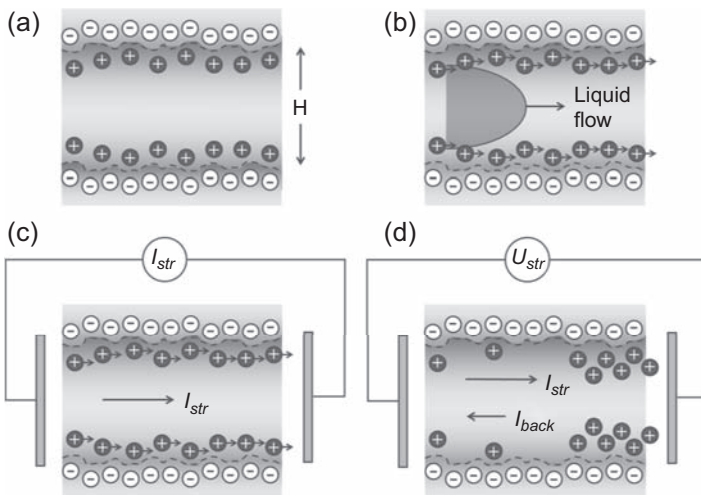 (a)
H
(b)
Liquid
flow
(c)
I_str
I_str
(d)
U_str
I_str
I_back